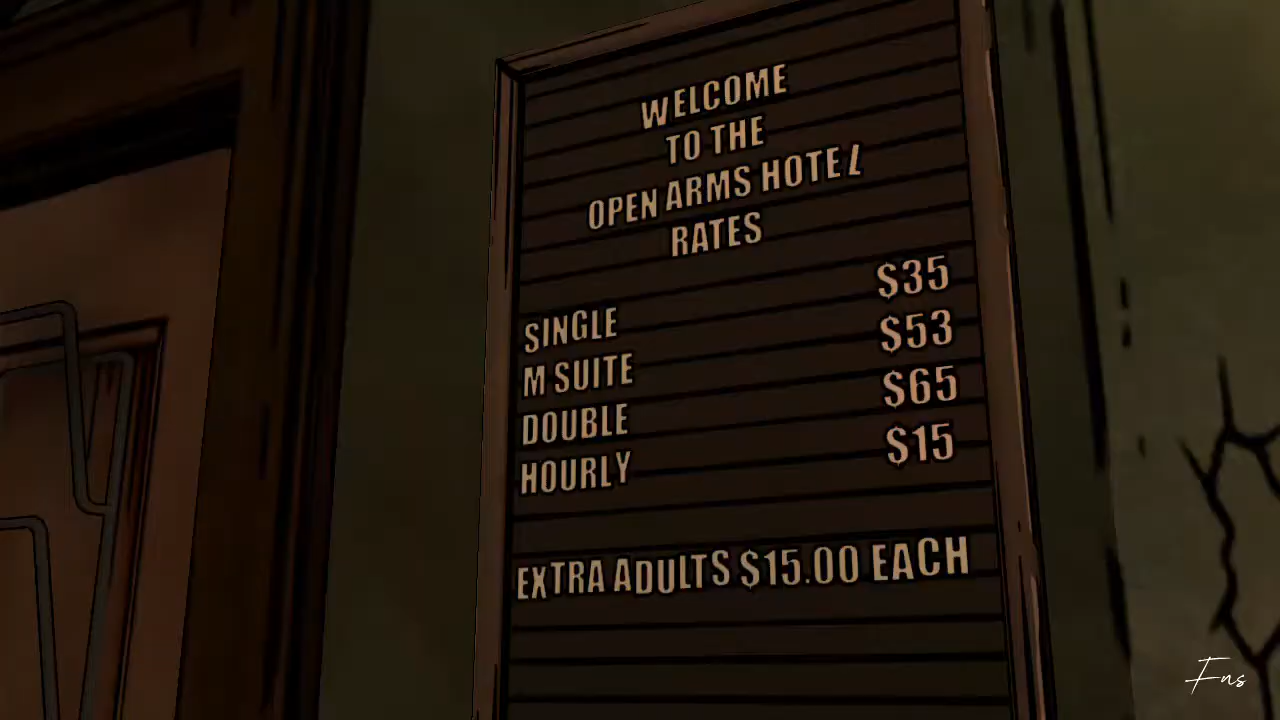 WELCOME
TO THE
OPEN ARMS HOTEL
RATES
SINGLE $35
M SUITE $53
DOUBLE $65
HOURLY $15
EXTRA ADULTS $15.00 EACH
Fns